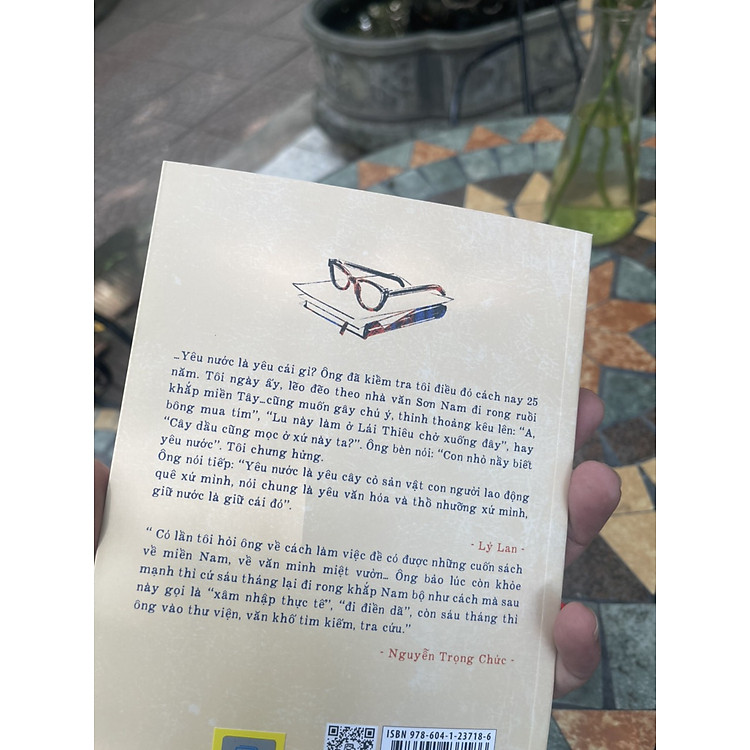 _Yêu nước là yêu cái gì? Ông đã kiểm tra tôi điều đó cách nay 25
năm. Tôi ngày ấy, lẽo đẽo theo nhà văn Sơn Nam đi rong ruồi
khắp miền Tây_cũng muốn gây chú ý, thỉnh thoảng kêu lên: “A,
bông mua tím”, “Lu này làm ở Lái Thiêu chở xuống đây”, hay
“Cây dầu cũng mọc ở xứ này ta?”. Ông bèn nói: “Con nhỏ nầy biết
yêu nước”. Tôi chưng hửng.
Ông nói tiếp: “Yêu nước là yêu cây cỏ sản vật con người lao động
quê xứ mình, nói chung là yêu văn hóa và thổ nhưỡng xứ mình,
giữ nước là giữ cái đó”.
- Lý Lan -
“ Có lần tôi hỏi ông về cách làm việc để có được những cuốn sách
về miền Nam, về văn minh miệt vườn_ Ông bảo lúc còn khỏe
mạnh thì cứ sáu tháng lại đi rong khắp Nam bộ như cách mà sau
này gọi là “xâm nhập thực tế”, “đi điền dã”, còn sáu tháng thì
ông vào thư viện, văn khố tìm kiếm, tra cứu.”
- Nguyễn Trọng Chức -
ISBN 978-604-1-23718-6